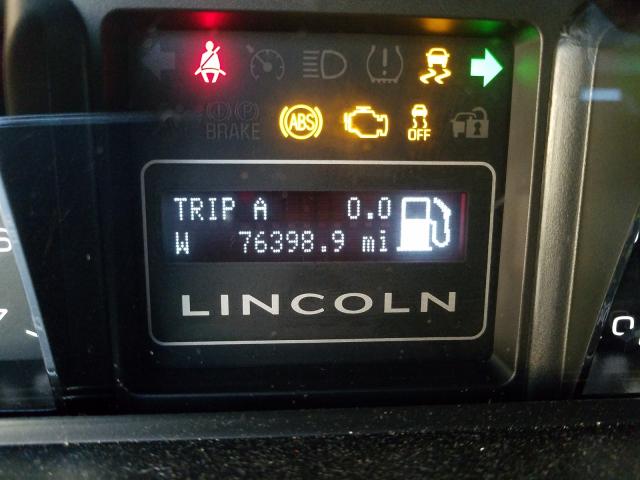 BRAKE
ABS
OFF
TRIP A 0.0
W 76398.9 mi
LINCOLN